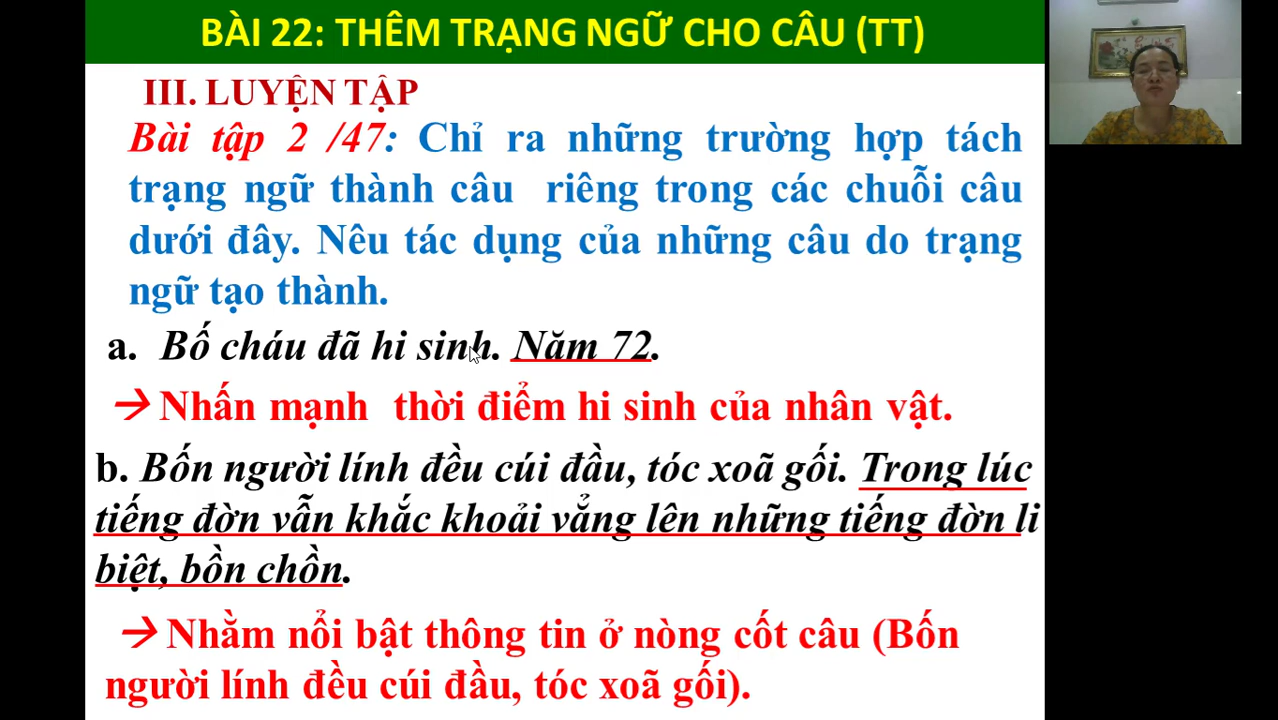 BÀI 22: THÊM TRẠNG NGỮ CHO CÂU (TT)
III. LUYỆN TẬP
Bài tập 2 /47: Chỉ ra những trường hợp tách
trạng ngữ thành câu riêng trong các chuỗi câu
dưới đây. Nêu tác dụng của những câu do trạng
ngữ tạo thành.
a. Bố cháu đã hi sinh. Năm 72.
→ Nhấn mạnh thời điểm hi sinh của nhân vật.
b. Bốn người lính đều cúi đầu, tóc xoã gối. Trong lúc
tiếng đờn vẫn khắc khoải vẳng lên những tiếng đờn li
biệt, bồn chồn.
→ Nhằm nổi bật thông tin ở nòng cốt câu (Bốn
người lính đều cúi đầu, tóc xoã gối).